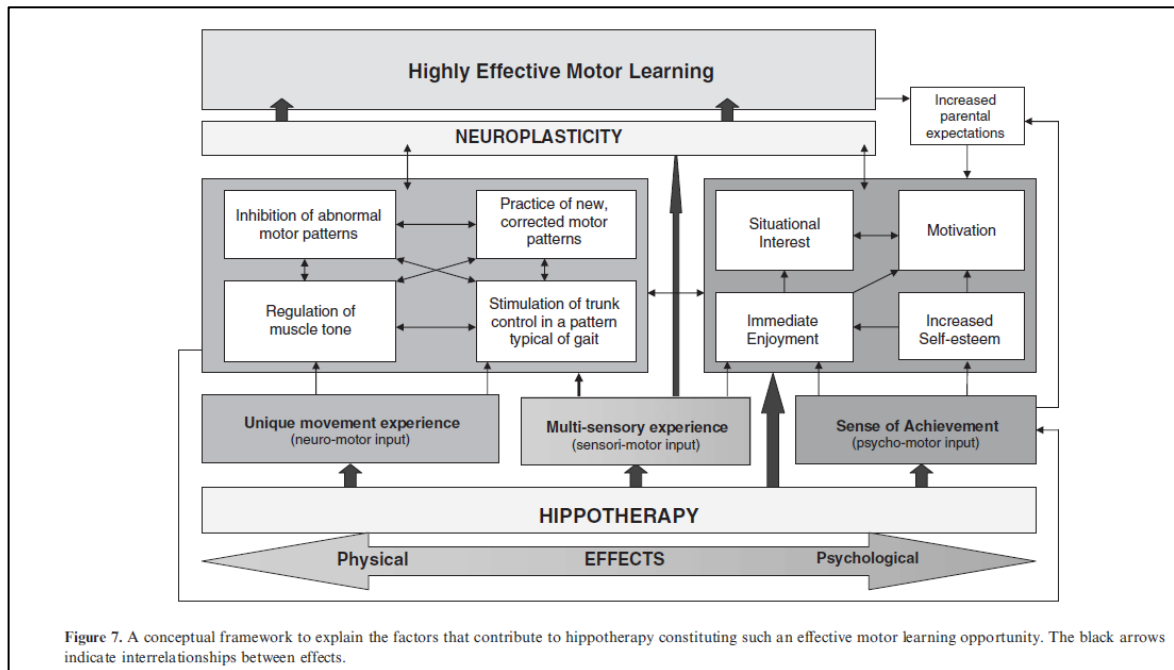 Highly Effective Motor Learning
Increased
parental
expectations
NEUROPLASTICITY
Inhibition of abnormal
motor patterns
Practice of new,
corrected motor
patterns
Situational
Interest
Motivation
Regulation of
muscle tone
Stimulation of trunk
control in a pattern
typical of gait
Immediate
Enjoyment
Increased
Self-esteem
Unique movement experience
(neuro-motor input)
Multi-sensory experience
(sensori-motor input)
Sense of Achievement
(psycho-motor input)
HIPPOTHERAPY
Physical EFFECTS Psychological
Figure 7. A conceptual framework to explain the factors that contribute to hippotherapy constituting such an effective motor learning opportunity. The black arrows
indicate interrelationships between effects.